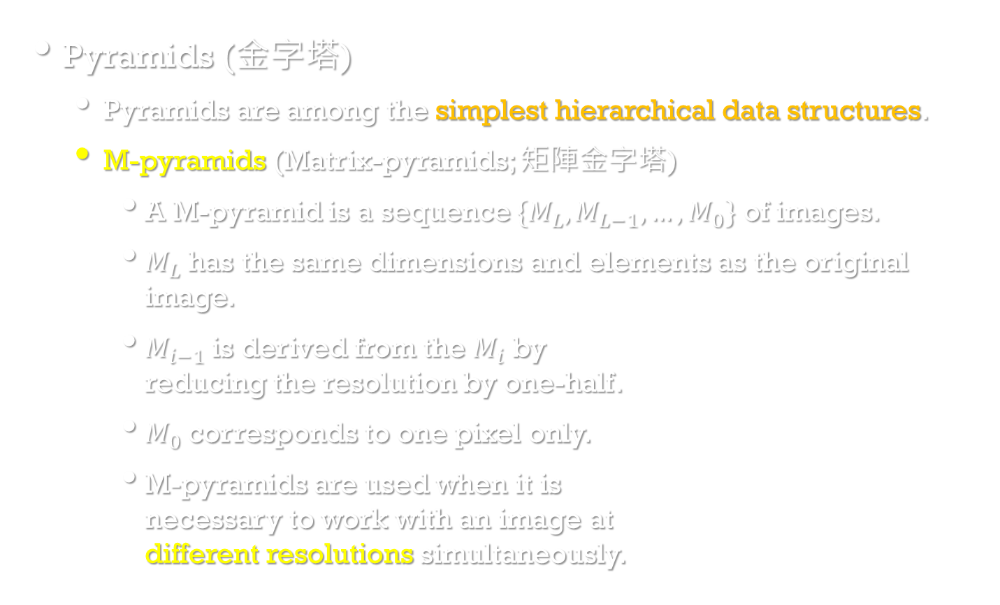 • Pyramids (金字塔)
• Pyramids are among the simplest hierarchical data structures.
• M-pyramids (Matrix-pyramids; 矩陣金字塔)
• A M-pyramid is a sequence {M_L, M_{L−1}, … , M_0} of images.
• M_L has the same dimensions and elements as the original
image.
• M_{i−1} is derived from the M_i by
reducing the resolution by one-half.
• M_0 corresponds to one pixel only.
• M-pyramids are used when it is
necessary to work with an image at
different resolutions simultaneously.